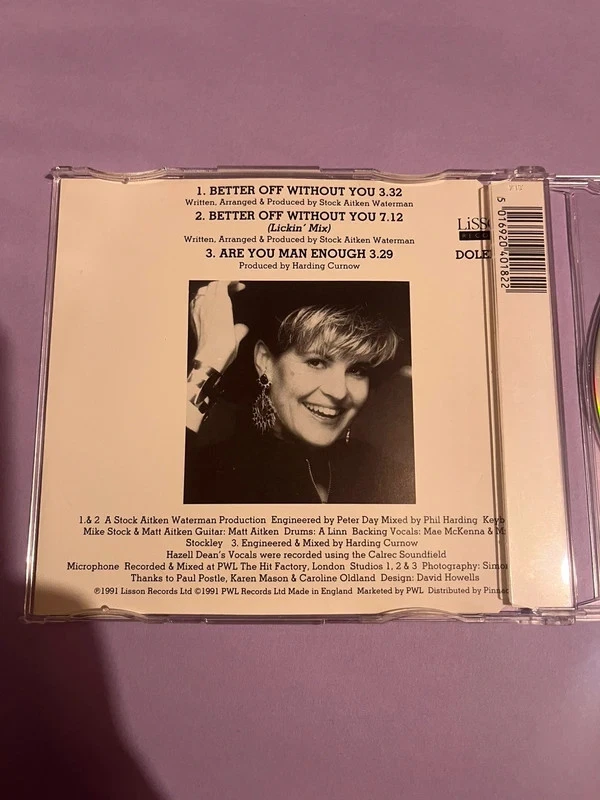 1. BETTER OFF WITHOUT YOU 3.32
Written, Arranged & Produced by Stock Aitken Waterman
2. BETTER OFF WITHOUT YOU 7.12
(Lickin' Mix)
Written, Arranged & Produced by Stock Aitken Waterman
3. ARE YOU MAN ENOUGH 3.29
Produced by Harding Curnow
5 016920 401822
1.& 2 A Stock Aitken Waterman Production Engineered by Peter Day Mixed by Phil Harding
Mike Stock & Matt Aitken Guitar: Matt Aitken Drums: A Linn Backing Vocals: Mae McKenna &
Stockley 3. Engineered & Mixed by Harding Curnow
Hazell Dean's Vocals were recorded using the Calrec Soundfield
Microphone Recorded & Mixed at PWL The Hit Factory, London Studios 1, 2 & 3 Photography:
Thanks to Paul Postle, Karen Mason & Caroline Oldland Design: David Howells
℗1991 Lisson Records Ltd ©1991 PWL Records Ltd Made in England Marketed by PWL Distributed by